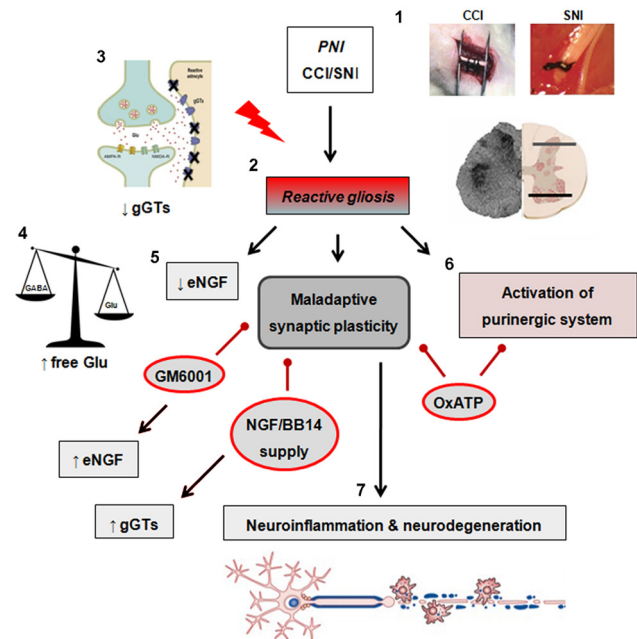 1
CCI
SNI
PNI
CCI/SNI
3
Reactive
astrocyte
gGTs
Glu
AMPA-R
NMDA-R
↓ gGTs
2
Reactive gliosis
4
GABA
Glu
↑ free Glu
5
↓ eNGF
Maladaptive
synaptic plasticity
6
Activation of
purinergic system
GM6001
OxATP
NGF/BB14
supply
↑ eNGF
↑ gGTs
7
Neuroinflammation & neurodegeneration